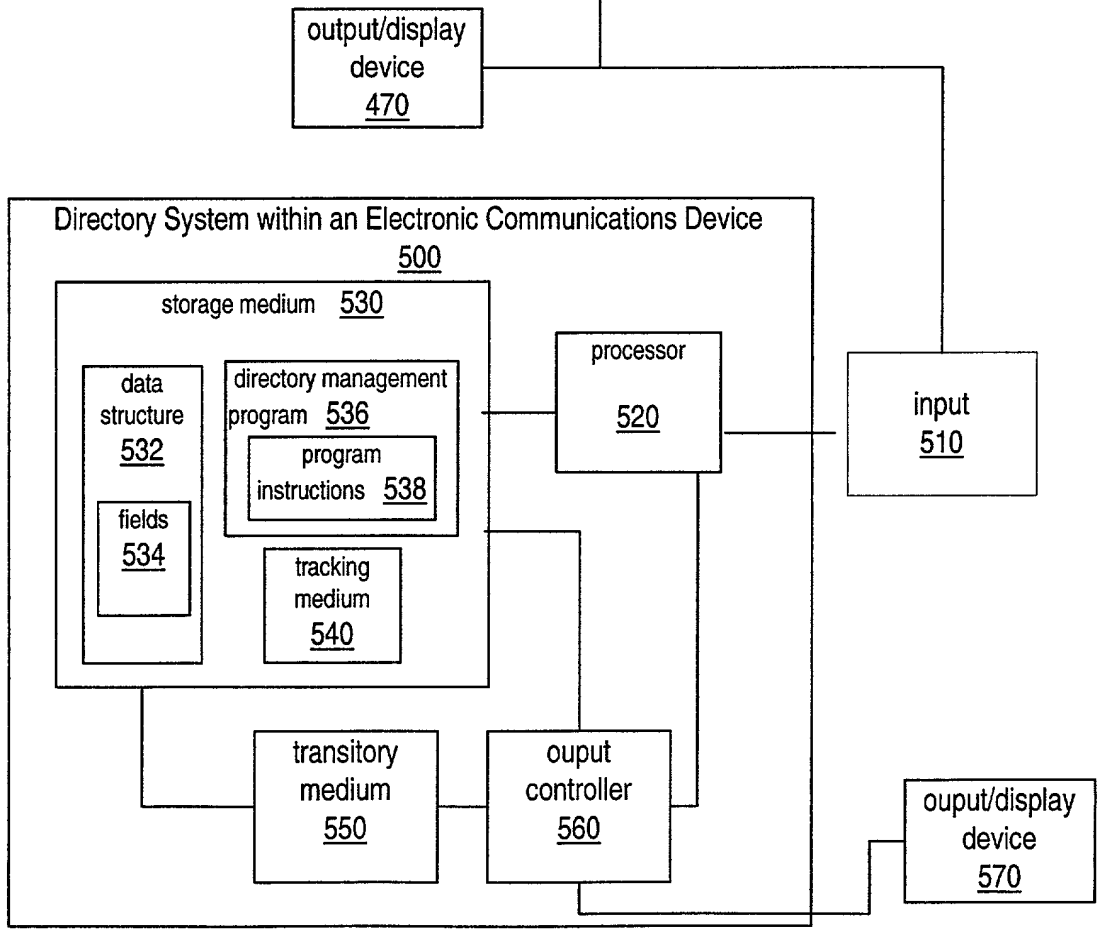 output/display
device
470
Directory System within an Electronic Communications Device
500
storage medium 530
data
structure
532
fields
534
directory management
program 536
program
instructions 538
tracking
medium
540
processor
520
input
510
transitory
medium
550
ouput
controller
560
ouput/display
device
570